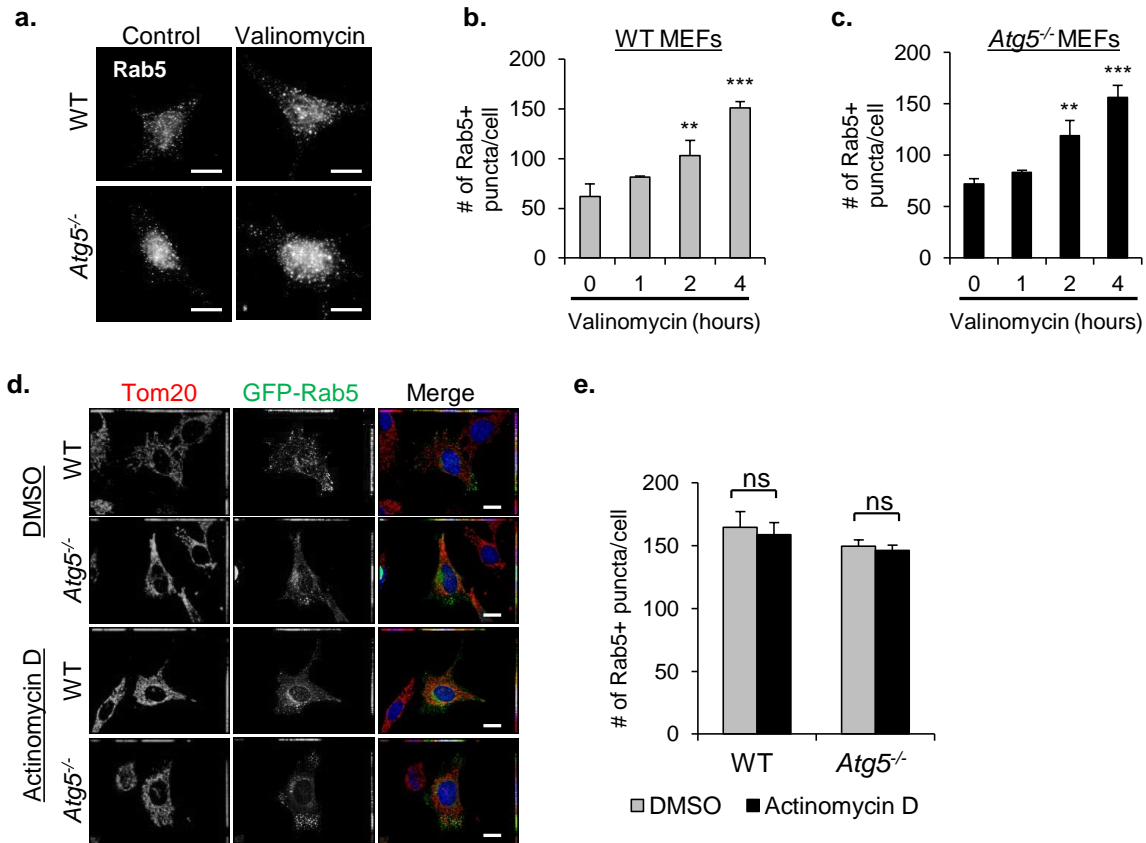 a.
Control Valinomycin
Rab5
WT
Atg5-/-
b.
WT MEFs
# of Rab5+
puncta/cell
200
150
100
50
0
**
***
0 1 2 4
Valinomycin (hours)
c.
Atg5-/- MEFs
# of Rab5+
puncta/cell
200
150
100
50
0
**
***
0 1 2 4
Valinomycin (hours)
d.
Tom20 GFP-Rab5 Merge
DMSO
WT
Atg5-/-
Actinomycin D
WT
Atg5-/-
e.
# of Rab5+ puncta/cell
200
150
100
150
50
0
ns
ns
WT Atg5-/-
DMSO Actinomycin D